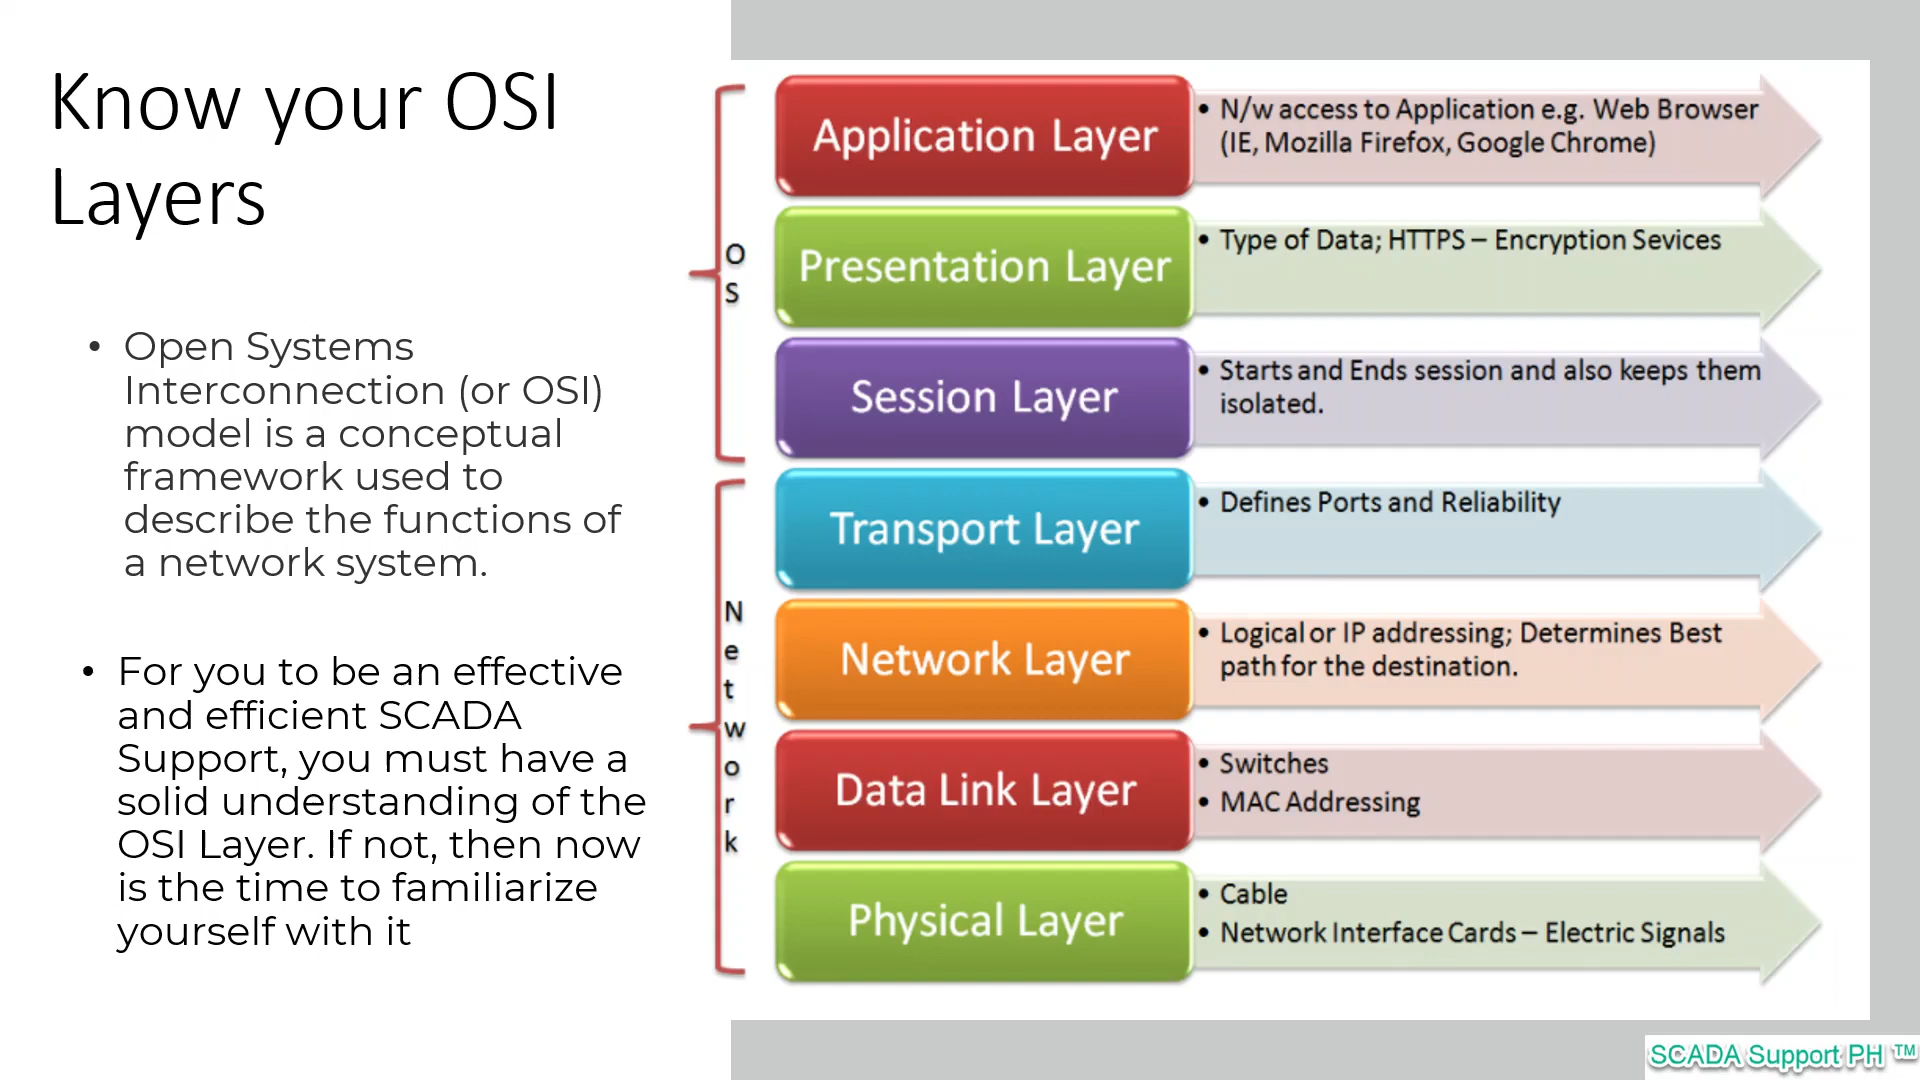 Know your OSI
Layers
• Open Systems
Interconnection (or OSI)
model is a conceptual
framework used to
describe the functions of
a network system.
• For you to be an effective
and efficient SCADA
Support, you must have a
solid understanding of the
OSI Layer. If not, then now
is the time to familiarize
yourself with it
OS
Application Layer
• N/w access to Application e.g. Web Browser
(IE, Mozilla Firefox, Google Chrome)
Presentation Layer
• Type of Data; HTTPS – Encryption Sevices
Session Layer
• Starts and Ends session and also keeps them
isolated.
Network
Transport Layer
• Defines Ports and Reliability
Network Layer
• Logical or IP addressing; Determines Best
path for the destination.
Data Link Layer
• Switches
• MAC Addressing
Physical Layer
• Cable
• Network Interface Cards – Electric Signals
SCADA Support PH ™